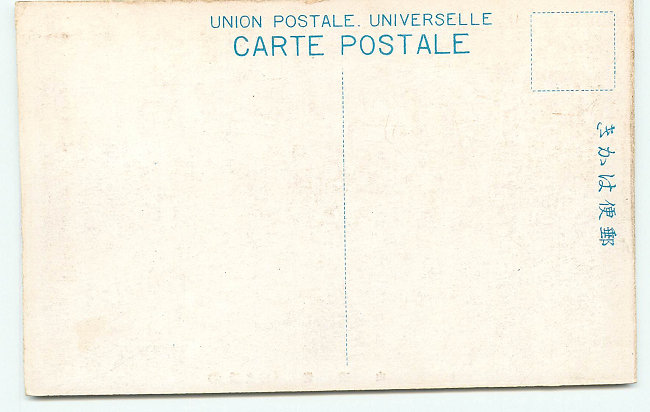 UNION POSTALE. UNIVERSELLE
CARTE POSTALE
郵便はかき